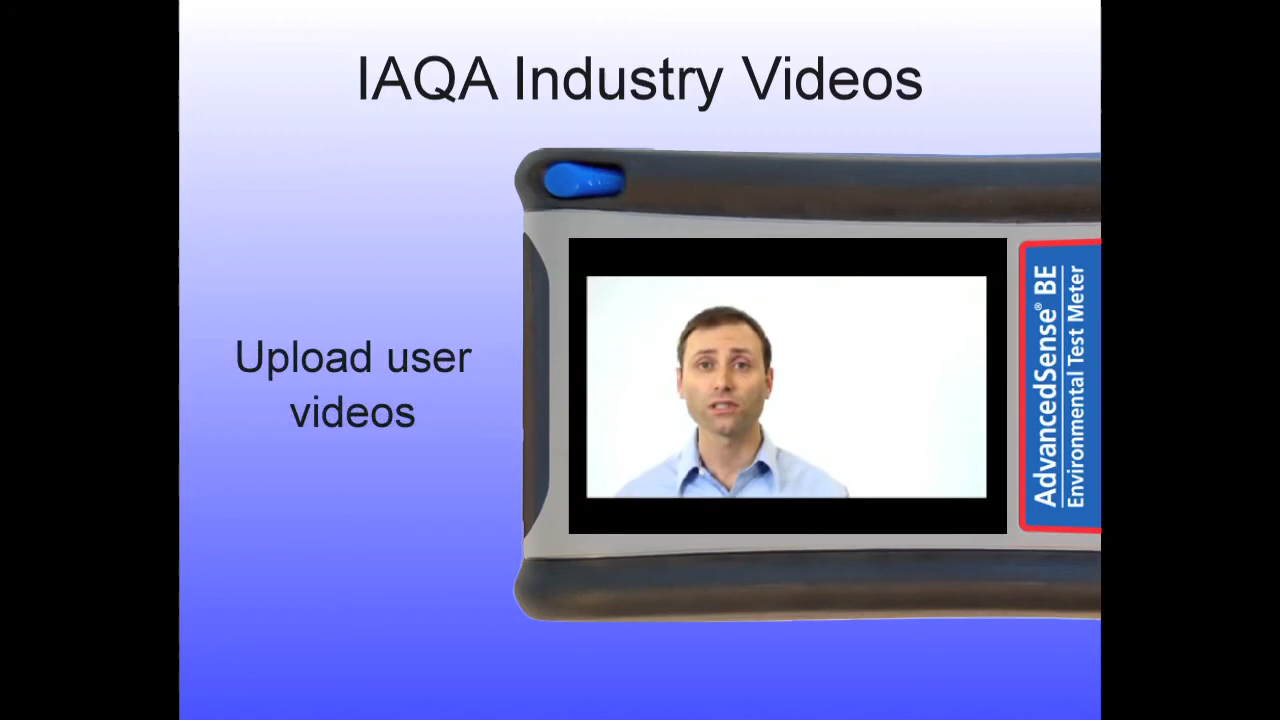 IAQA Industry Videos
Upload user
videos
AdvancedSense® BE
Environmental Test Meter